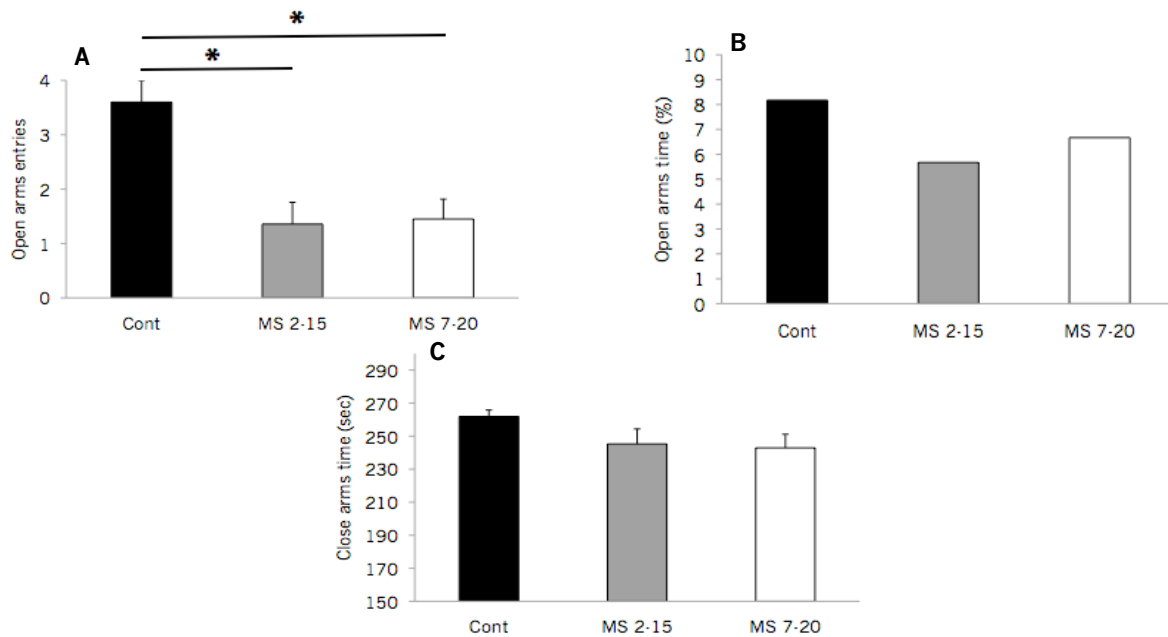 A
*
*
Open arms entries
4
3
2
1
0
Cont MS 2-15 MS 7-20
B
Open arms time (%)
10
9
8
7
6
5
4
3
2
1
0
Cont MS 2-15 MS 7-20
C
Close arms time (sec)
290
270
250
230
210
190
170
150
Cont MS 2-15 MS 7-20